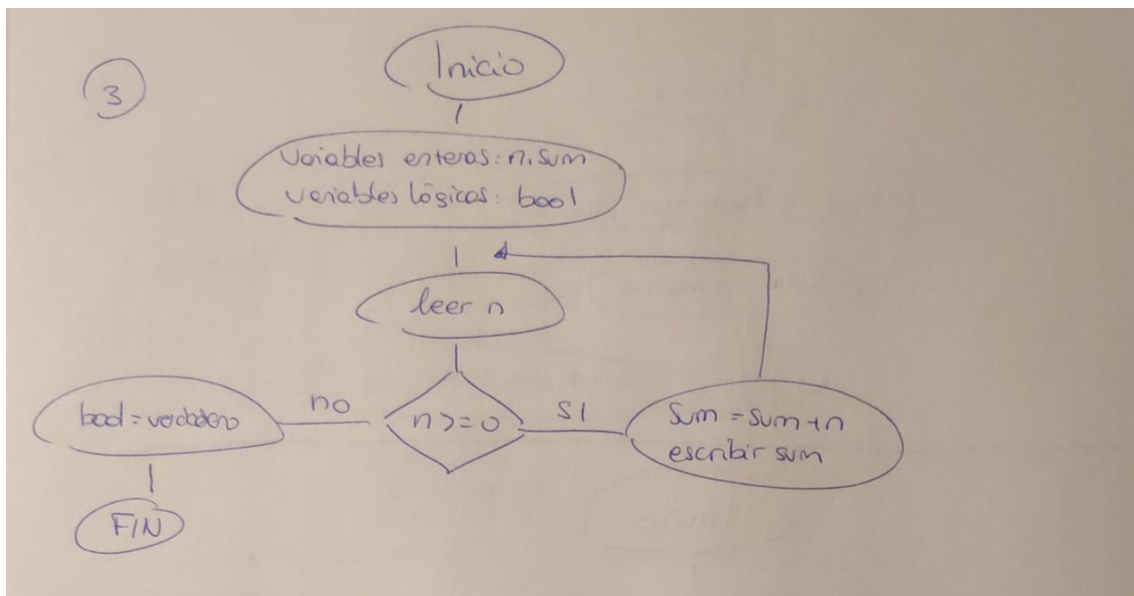 3
Inicio
variables enteras: n, sum
variables lógicas: bool
leer n
n>=0
no
SI
bool = verdadero
sum = sum+n
escribir sum
FIN